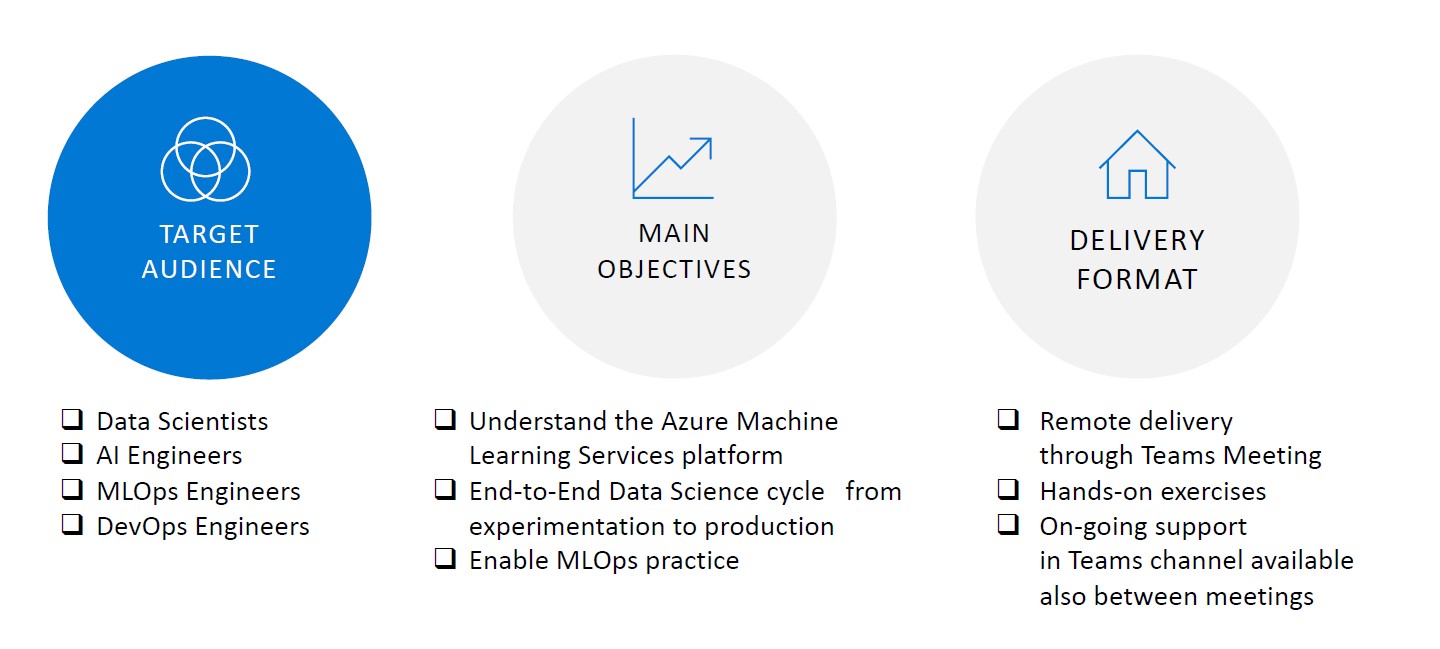 TARGET
AUDIENCE
Data Scientists
AI Engineers
MLOps Engineers
DevOps Engineers
MAIN
OBJECTIVES
Understand the Azure Machine
Learning Services platform
End-to-End Data Science cycle from
experimentation to production
Enable MLOps practice
DELIVERY
FORMAT
Remote delivery
through Teams Meeting
Hands-on exercises
On-going support
in Teams channel available
also between meetings